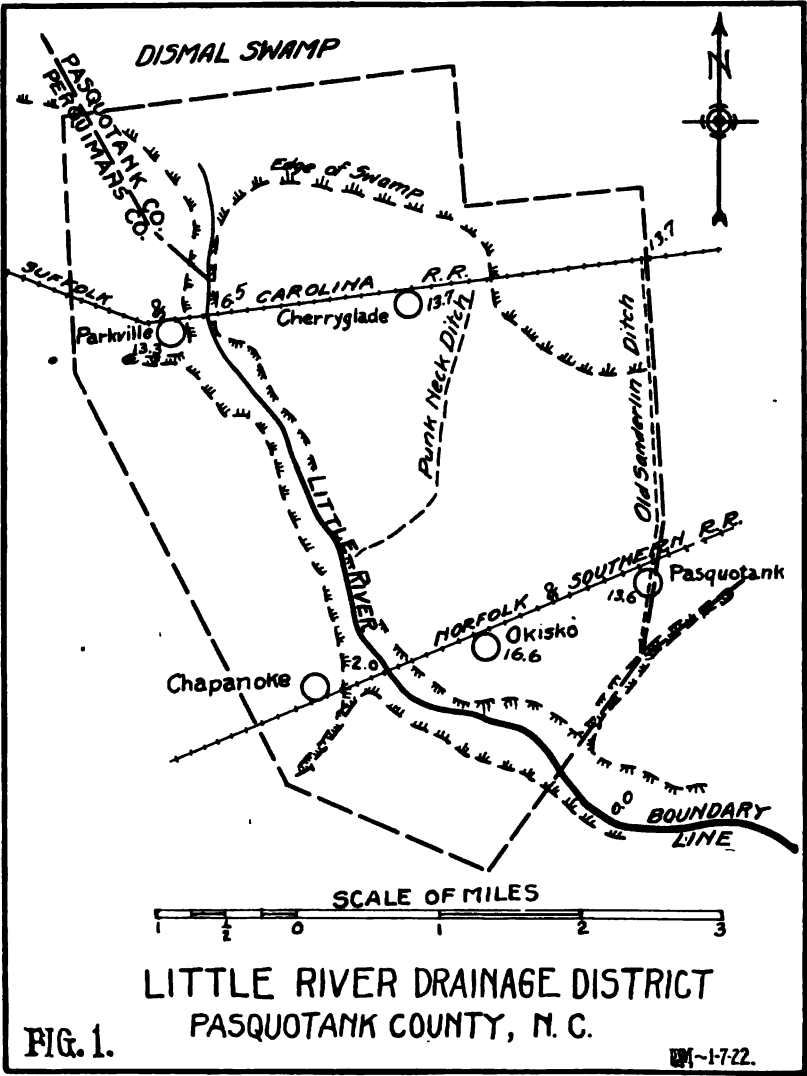 DISMAL SWAMP
N
PASQUOTANK CO.
PERQUIMANS CO.
Edge of Swamp
SUFFOLK & CAROLINA R.R.
13.7
6.5
Parkville
13.3
Cherryglade
13.7
Punk Neck Ditch
Old Sanderlin Ditch
LITTLE RIVER
NORFOLK & SOUTHERN R.R.
Pasquotank
13.6
Okisko
16.6
2.0
Chapanoke
0.0
BOUNDARY
LINE
SCALE OF MILES
1 1/2 0 1 2 3
LITTLE RIVER DRAINAGE DISTRICT
PASQUOTANK COUNTY, N. C.
FIG. 1.
~1-7-22.